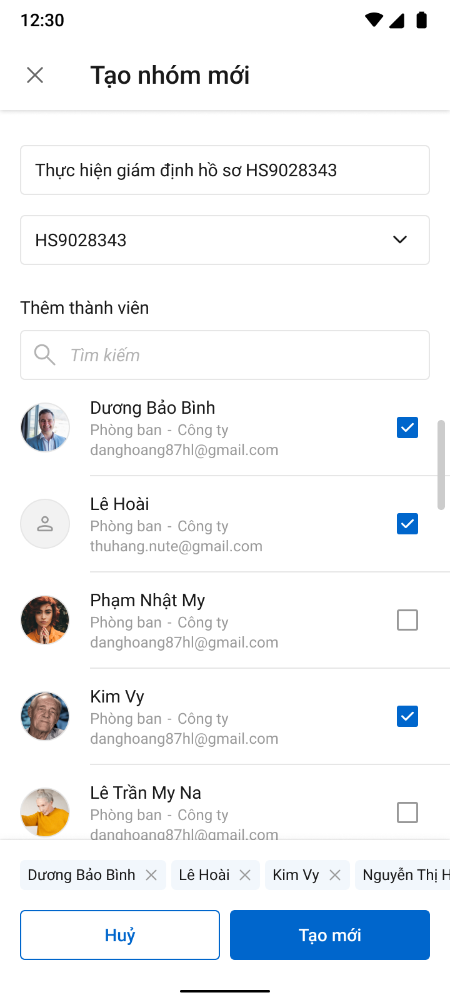 12:30
Tạo nhóm mới
Thực hiện giám định hồ sơ HS9028343
HS9028343
Thêm thành viên
Tìm kiếm
Dương Bảo Bình
Phòng ban - Công ty
danghoang87hl@gmail.com
Lê Hoài
Phòng ban - Công ty
thuhang.nute@gmail.com
Phạm Nhật My
Phòng ban - Công ty
danghoang87hl@gmail.com
Kim Vy
Phòng ban - Công ty
danghoang87hl@gmail.com
Lê Trần My Na
Phòng ban - Công ty
danghoang87hl@gmail.com
Dương Bảo Bình Lê Hoài Kim Vy Nguyễn Thị H
Huỷ Tạo mới